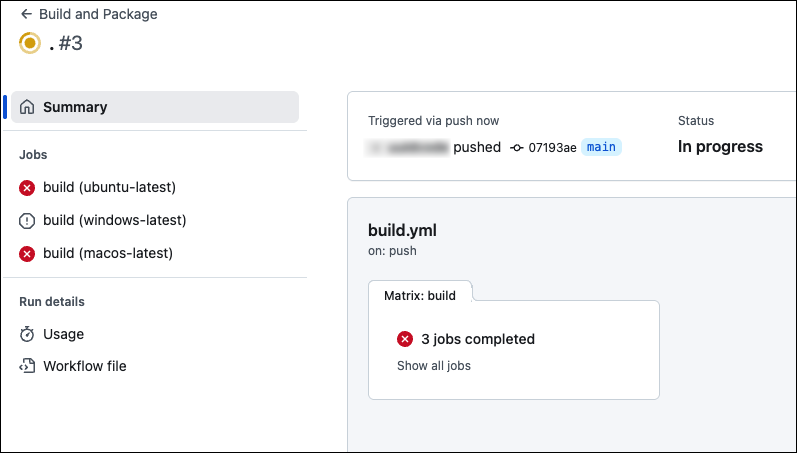 ← Build and Package
. #3
Summary
Jobs
build (ubuntu-latest)
build (windows-latest)
build (macos-latest)
Run details
Usage
Workflow file
Triggered via push now
pushed 07193ae main
Status
In progress
build.yml
on: push
Matrix: build
3 jobs completed
Show all jobs